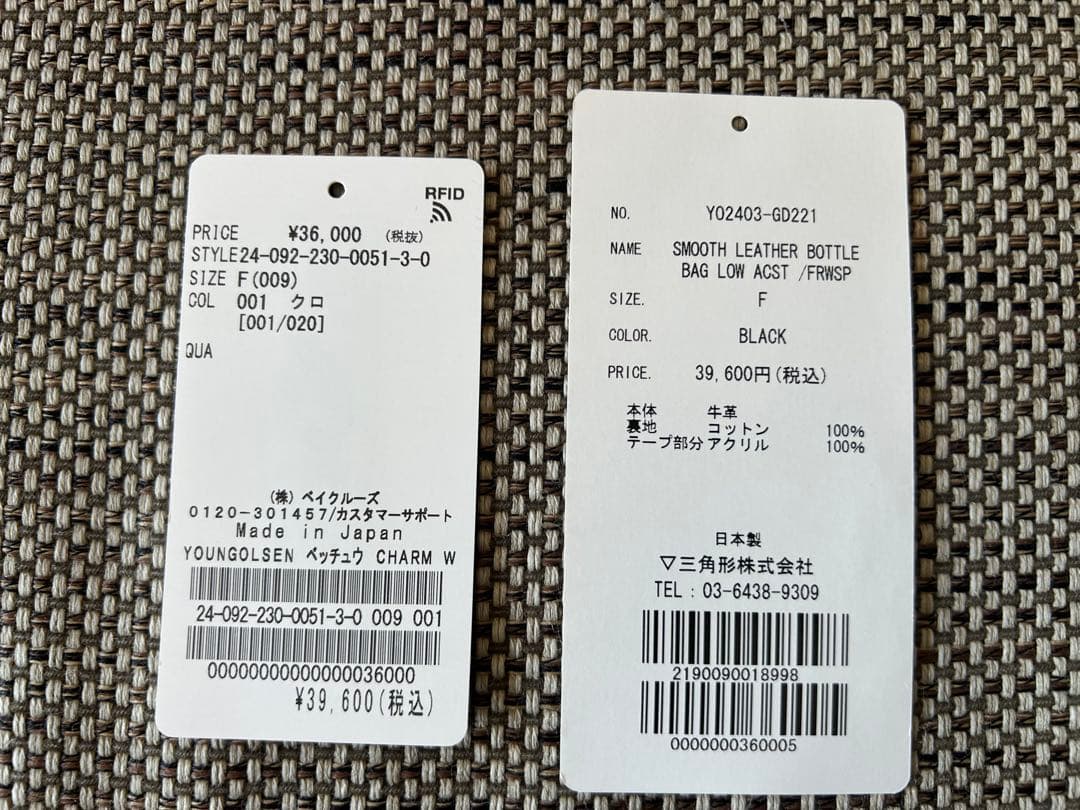 RFID
PRICE ¥36,000 (税抜)
STYLE24-092-230-0051-3-0
SIZE F(009)
COL 001 クロ
[001/020]
QUA
(株) ベイクルーズ
0120-301457/カスタマーサポート
Made in Japan
YOUNGOLSEN ベッチュウ CHARM W
24-092-230-0051-3-0 009 001
00000000000000036000
¥39,600(税込)
NO. YO2403-GD221
NAME SMOOTH LEATHER BOTTLE
BAG LOW ACST /FRWSP
SIZE. F
COLOR. BLACK
PRICE. 39,600円(税込)
本体 牛革
裏地 コットン 100%
テープ部分 アクリル 100%
日本製
▽三角形株式会社
TEL : 03-6438-9309
2190090018998
0000000360005